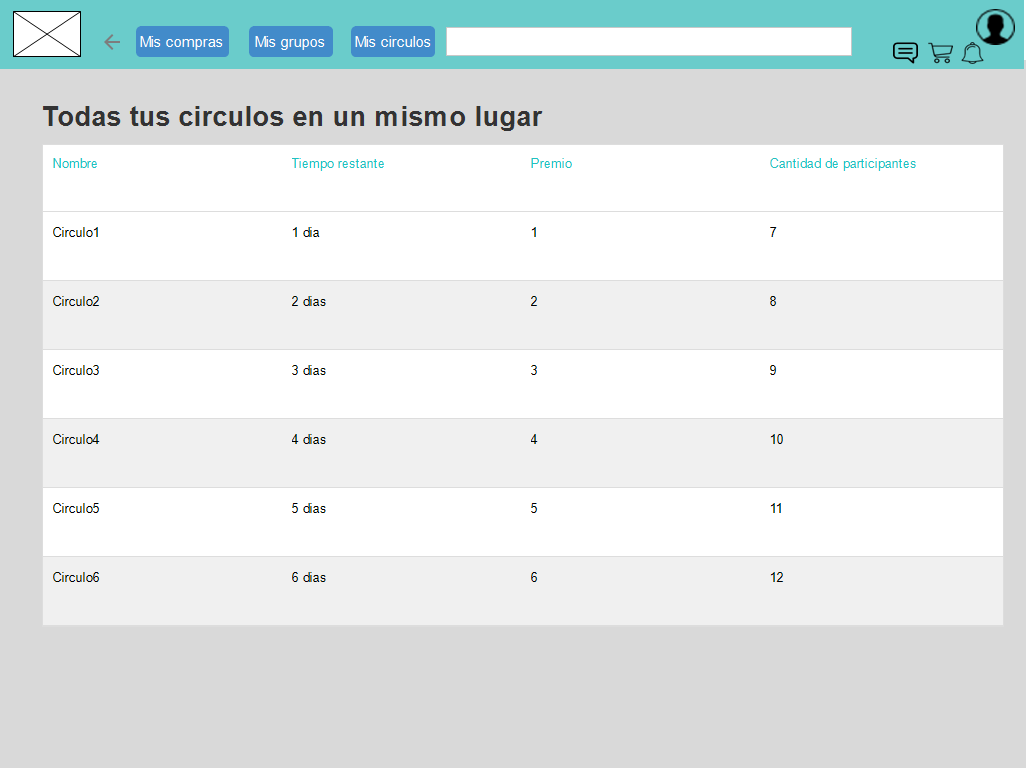 Mis compras Mis grupos Mis circulos
Todas tus circulos en un mismo lugar
Nombre Tiempo restante Premio Cantidad de participantes
Circulo1 1 dia 1 7
Circulo2 2 dias 2 8
Circulo3 3 dias 3 9
Circulo4 4 dias 4 10
Circulo5 5 dias 5 11
Circulo6 6 dias 6 12